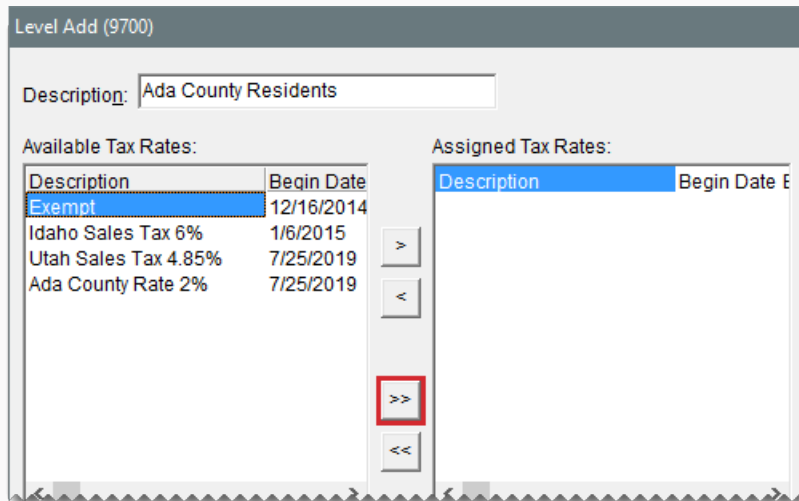 Level Add (9700)
Description: Ada County Residents
Available Tax Rates:
Assigned Tax Rates:
Description Begin Date
Exempt 12/16/2014
Idaho Sales Tax 6% 1/6/2015
Utah Sales Tax 4.85% 7/25/2019
Ada County Rate 2% 7/25/2019
>
<
>>
<<
Description Begin Date E